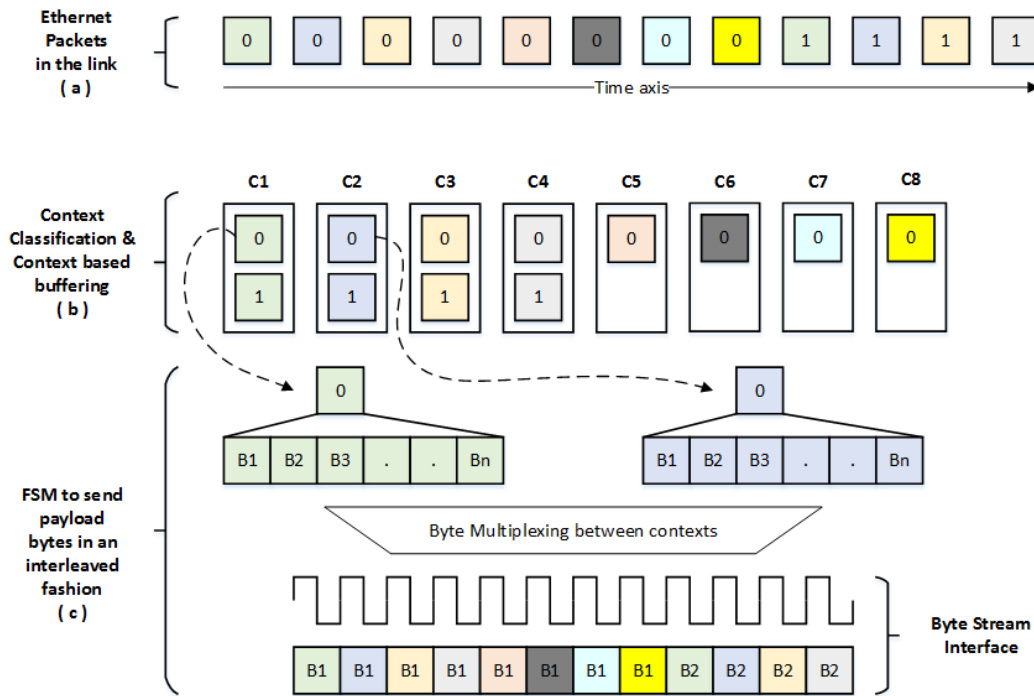 Ethernet
Packets
in the link
( a )
0 0 0 0 0 0 0 0 1 1 1 1
Time axis
C1 C2 C3 C4 C5 C6 C7 C8
Context
Classification &
Context based
buffering
( b )
0 0 0 0 0 0 0 0
1 1 1 1
FSM to send
payload
bytes in an
interleaved
fashion
( c )
0 0
B1 B2 B3 . . Bn B1 B2 B3 . . Bn
Byte Multiplexing between contexts
Byte Stream
Interface
B1 B1 B1 B1 B1 B1 B1 B1 B2 B2 B2 B2